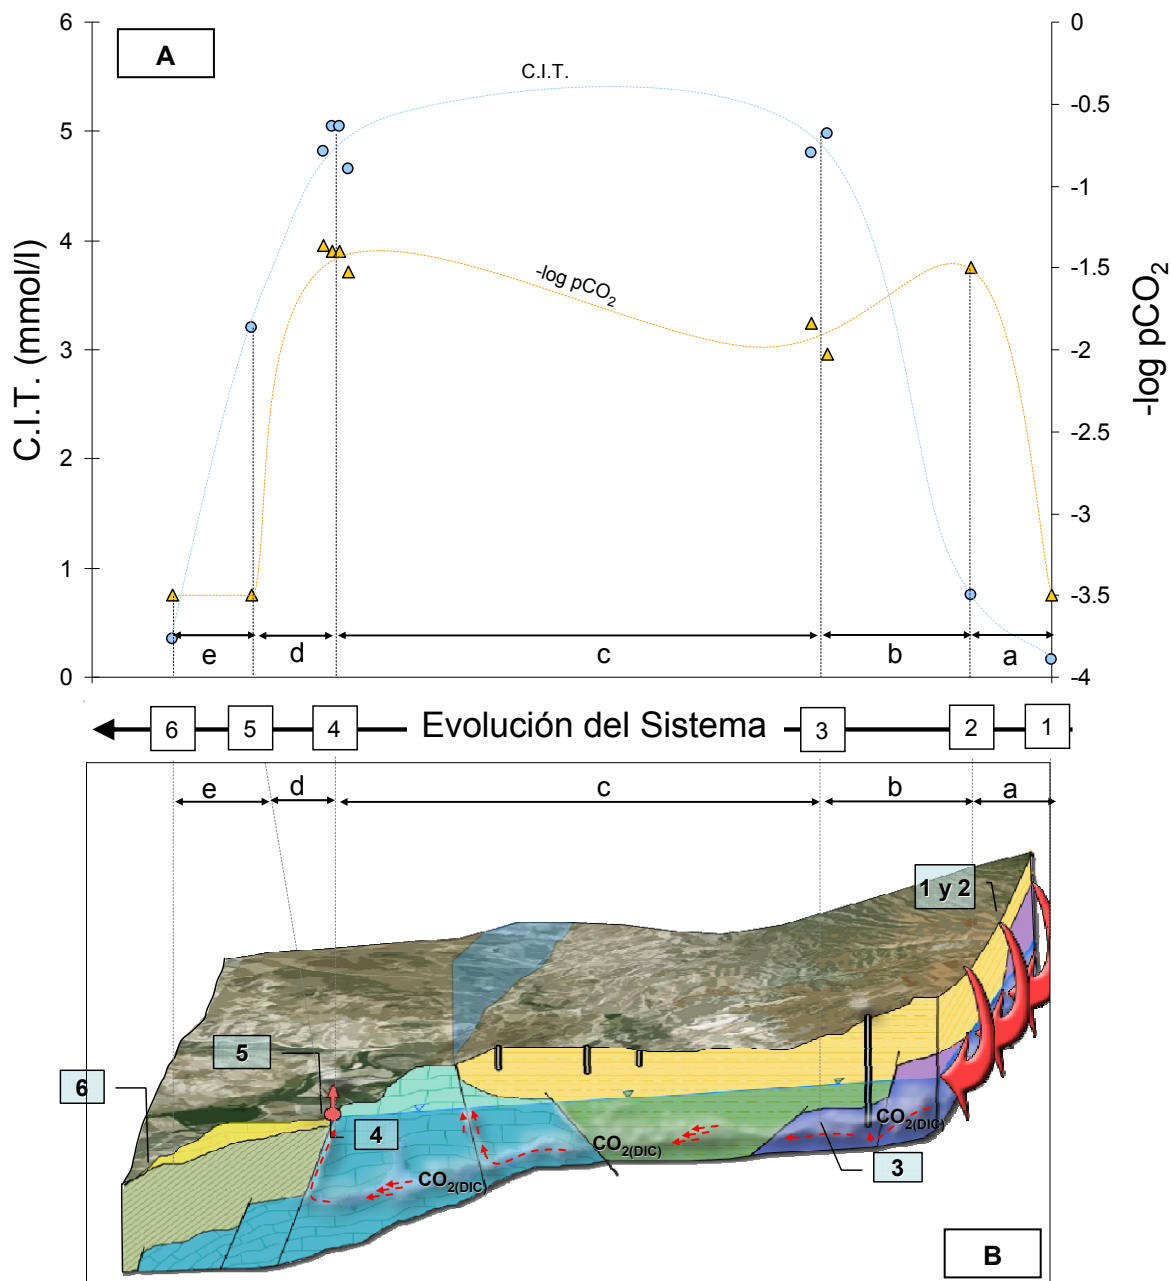 A
C.I.T.
-log pCO2
C.I.T. (mmol/l)
6
5
4
3
2
1
0
0
-0.5
-1
-1.5
-2
-2.5
-3
-3.5
-4
-log pCO2
e
d
c
b
a
6
5
4
Evolución del Sistema
3
2
1
e
d
c
b
a
1 y 2
5
6
4
CO2(DIC)
CO2(DIC)
CO2(DIC)
3
B